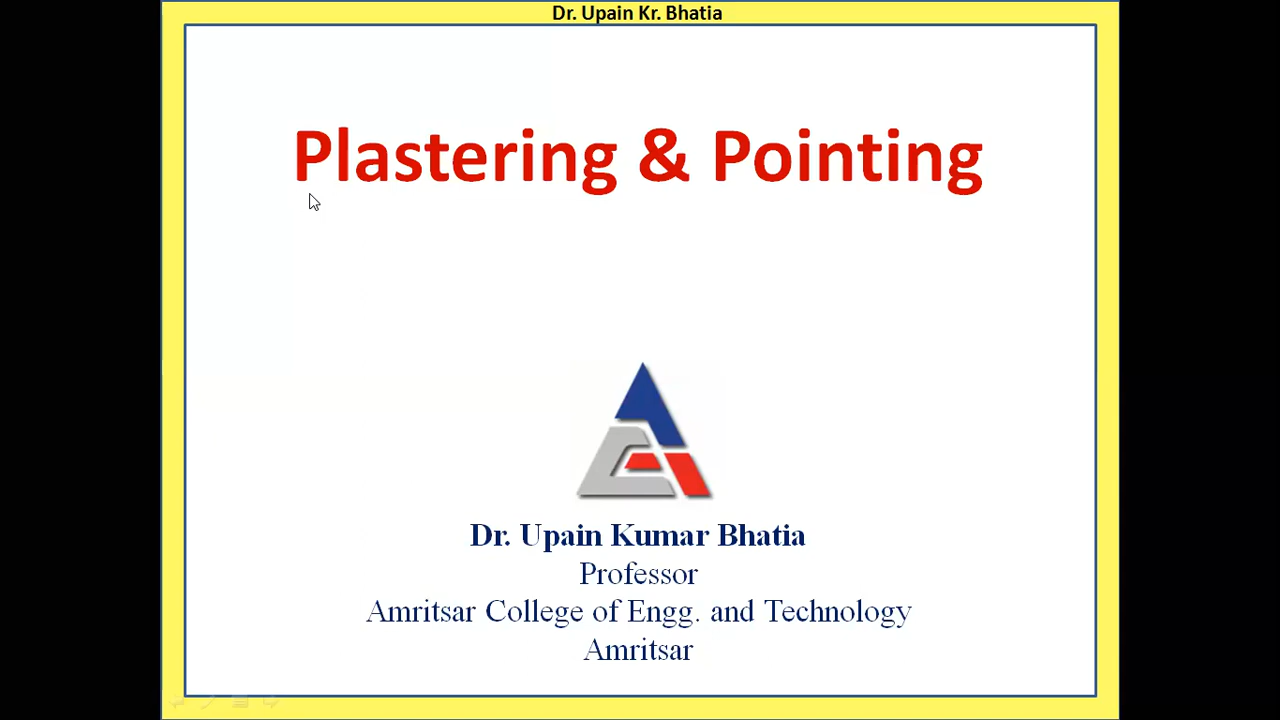 Dr. Upain Kr. Bhatia
Plastering & Pointing
Dr. Upain Kumar Bhatia
Professor
Amritsar College of Engg. and Technology
Amritsar